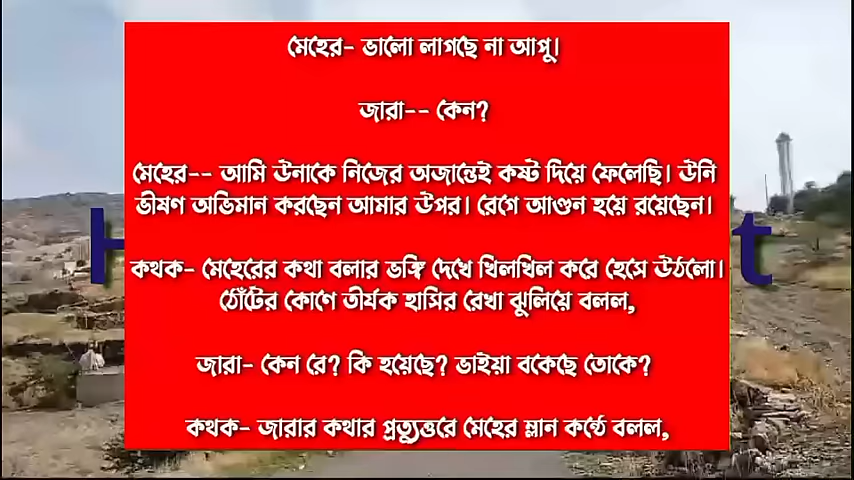 মেহের- ভালো লাগছে না আপু।
জারা-- কেন?
মেহের-- আমি উনাকে নিজের অজান্তেই কষ্ট দিয়ে ফেলেছি। উনি
ভীষণ অভিমান করছেন আমার উপর। রেগে আগুন হয়ে রয়েছেন।
কথক- মেহেরের কথা বলার ভঙ্গি দেখে খিলখিল করে হেসে উঠলো।
ঠোঁটের কোণে তীর্যক হাসির রেখা ঝুলিয়ে বলল,
জারা- কেন রে? কি হয়েছে? ভাইয়া বকেছে তোকে?
কথক- জারার কথার প্রত্যুত্তরে মেহের ম্লান কন্ঠে বলল,